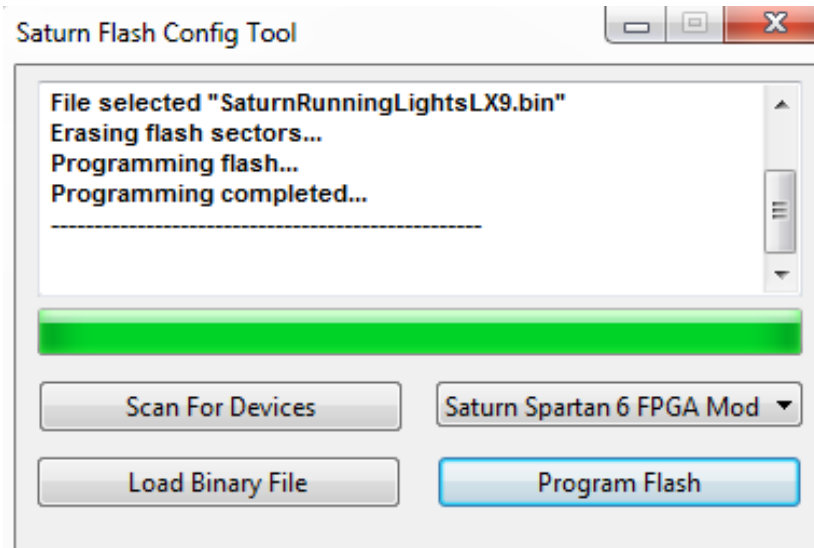 Saturn Flash Config Tool
File selected "SaturnRunningLightsLX9.bin"
Erasing flash sectors...
Programming flash...
Programming completed...
--------------------------------------------------
Scan For Devices
Saturn Spartan 6 FPGA Mod
Load Binary File
Program Flash